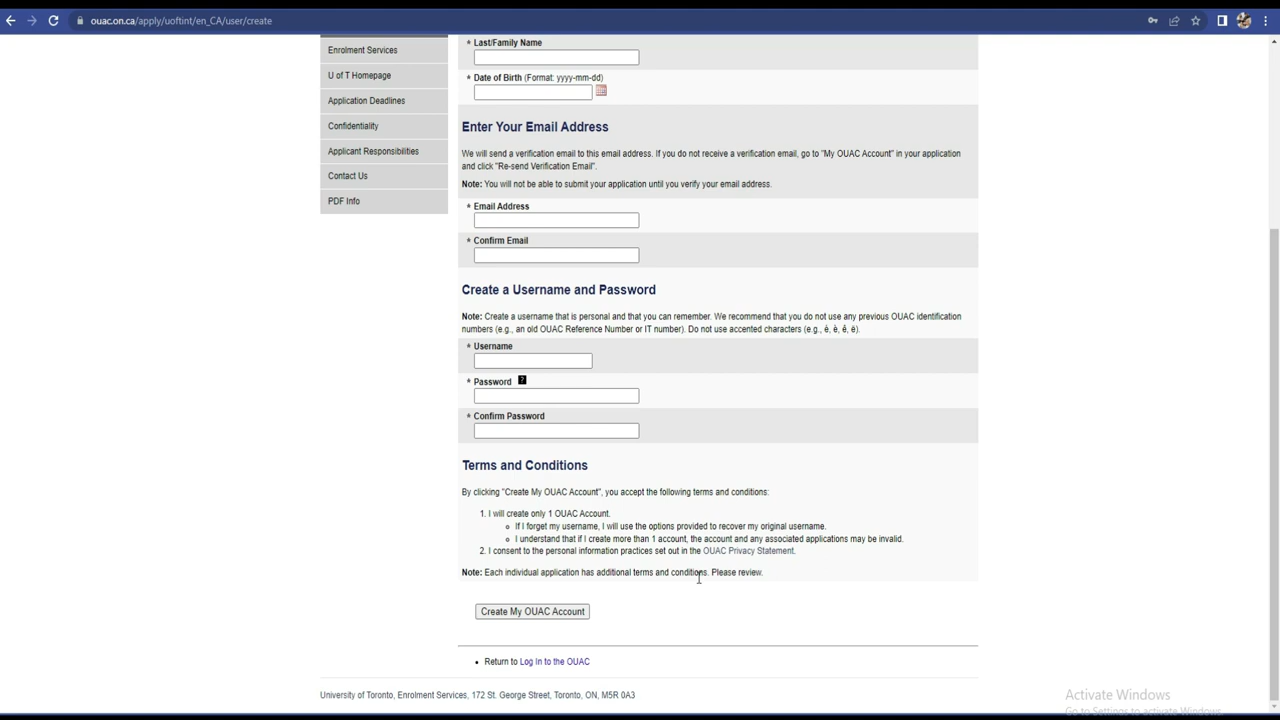 ouac.on.ca/apply/uoftint/en_CA/user/create
Enrolment Services
U of T Homepage
Application Deadlines
Confidentiality
Applicant Responsibilities
Contact Us
PDF Info
* Last/Family Name
* Date of Birth (Format: yyyy-mm-dd)
Enter Your Email Address
We will send a verification email to this email address. If you do not receive a verification email, go to "My OUAC Account" in your application
and click "Re-send Verification Email".
Note: You will not be able to submit your application until you verify your email address.
* Email Address
* Confirm Email
Create a Username and Password
Note: Create a username that is personal and that you can remember. We recommend that you do not use any previous OUAC identification
numbers (e.g., an old OUAC Reference Number or IT number). Do not use accented characters (e.g., é, è, ê, ë).
* Username
* Password ?
* Confirm Password
Terms and Conditions
By clicking "Create My OUAC Account", you accept the following terms and conditions:
1. I will create only 1 OUAC Account.
If I forget my username, I will use the options provided to recover my original username.
I understand that if I create more than 1 account, the account and any associated applications may be invalid.
2. I consent to the personal information practices set out in the OUAC Privacy Statement.
Note: Each individual application has additional terms and conditions. Please review.
Create My OUAC Account
Return to Log In to the OUAC
University of Toronto, Enrolment Services, 172 St. George Street, Toronto, ON, M5R 0A3
Activate Windows
Go to Settings to activate Windows.